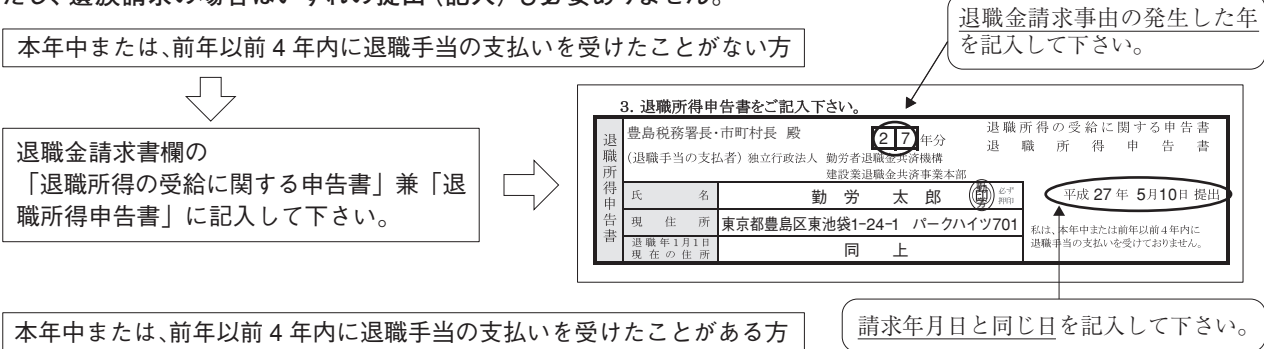 だし、遺族請求の場合はいずれの提出（記入）も必要ありません。
退職金請求事由の発生した年
を記入して下さい。
本年中または、前年以前４年内に退職手当の支払いを受けたことがない方
退職金請求書欄の
「退職所得の受給に関する申告書」兼「退
職所得申告書」に記入して下さい。
3. 退職所得申告書をご記入下さい。
退職所得申告書
豊島税務署長・市町村長 殿
27 年分
退職所得の受給に関する申告書
退職所得申告書
(退職手当の支払者) 独立行政法人 勤労者退職金共済機構
建設業退職金共済事業本部
氏名 勤労太郎 印 必ず押印
平成 27 年 5月10日 提出
現住所 東京都豊島区東池袋1-24-1 パークハイツ701
私は、本年中または前年以前４年内に
退職手当の支払いを受けておりません。
退職年1月1日
現在の住所
同上
請求年月日と同じ日を記入して下さい。
本年中または、前年以前４年内に退職手当の支払いを受けたことがある方